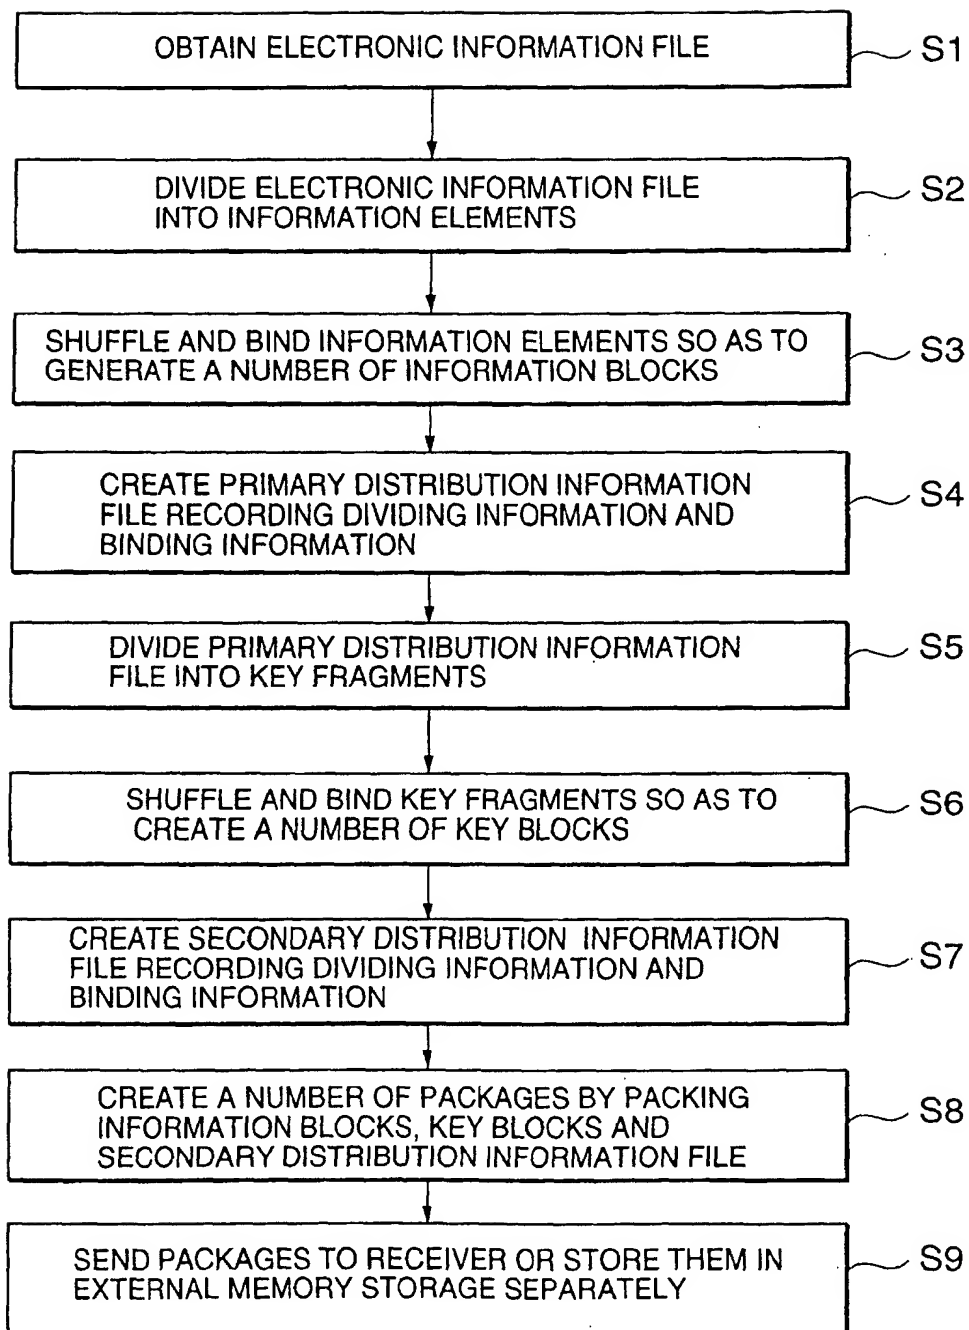 OBTAIN ELECTRONIC INFORMATION FILE
S1
DIVIDE ELECTRONIC INFORMATION FILE
INTO INFORMATION ELEMENTS
S2
SHUFFLE AND BIND INFORMATION ELEMENTS SO AS TO
GENERATE A NUMBER OF INFORMATION BLOCKS
S3
CREATE PRIMARY DISTRIBUTION INFORMATION
FILE RECORDING DIVIDING INFORMATION AND
BINDING INFORMATION
S4
DIVIDE PRIMARY DISTRIBUTION INFORMATION
FILE INTO KEY FRAGMENTS
S5
SHUFFLE AND BIND KEY FRAGMENTS SO AS TO
CREATE A NUMBER OF KEY BLOCKS
S6
CREATE SECONDARY DISTRIBUTION INFORMATION
FILE RECORDING DIVIDING INFORMATION AND
BINDING INFORMATION
S7
CREATE A NUMBER OF PACKAGES BY PACKING
INFORMATION BLOCKS, KEY BLOCKS AND
SECONDARY DISTRIBUTION INFORMATION FILE
S8
SEND PACKAGES TO RECEIVER OR STORE THEM IN
EXTERNAL MEMORY STORAGE SEPARATELY
S9